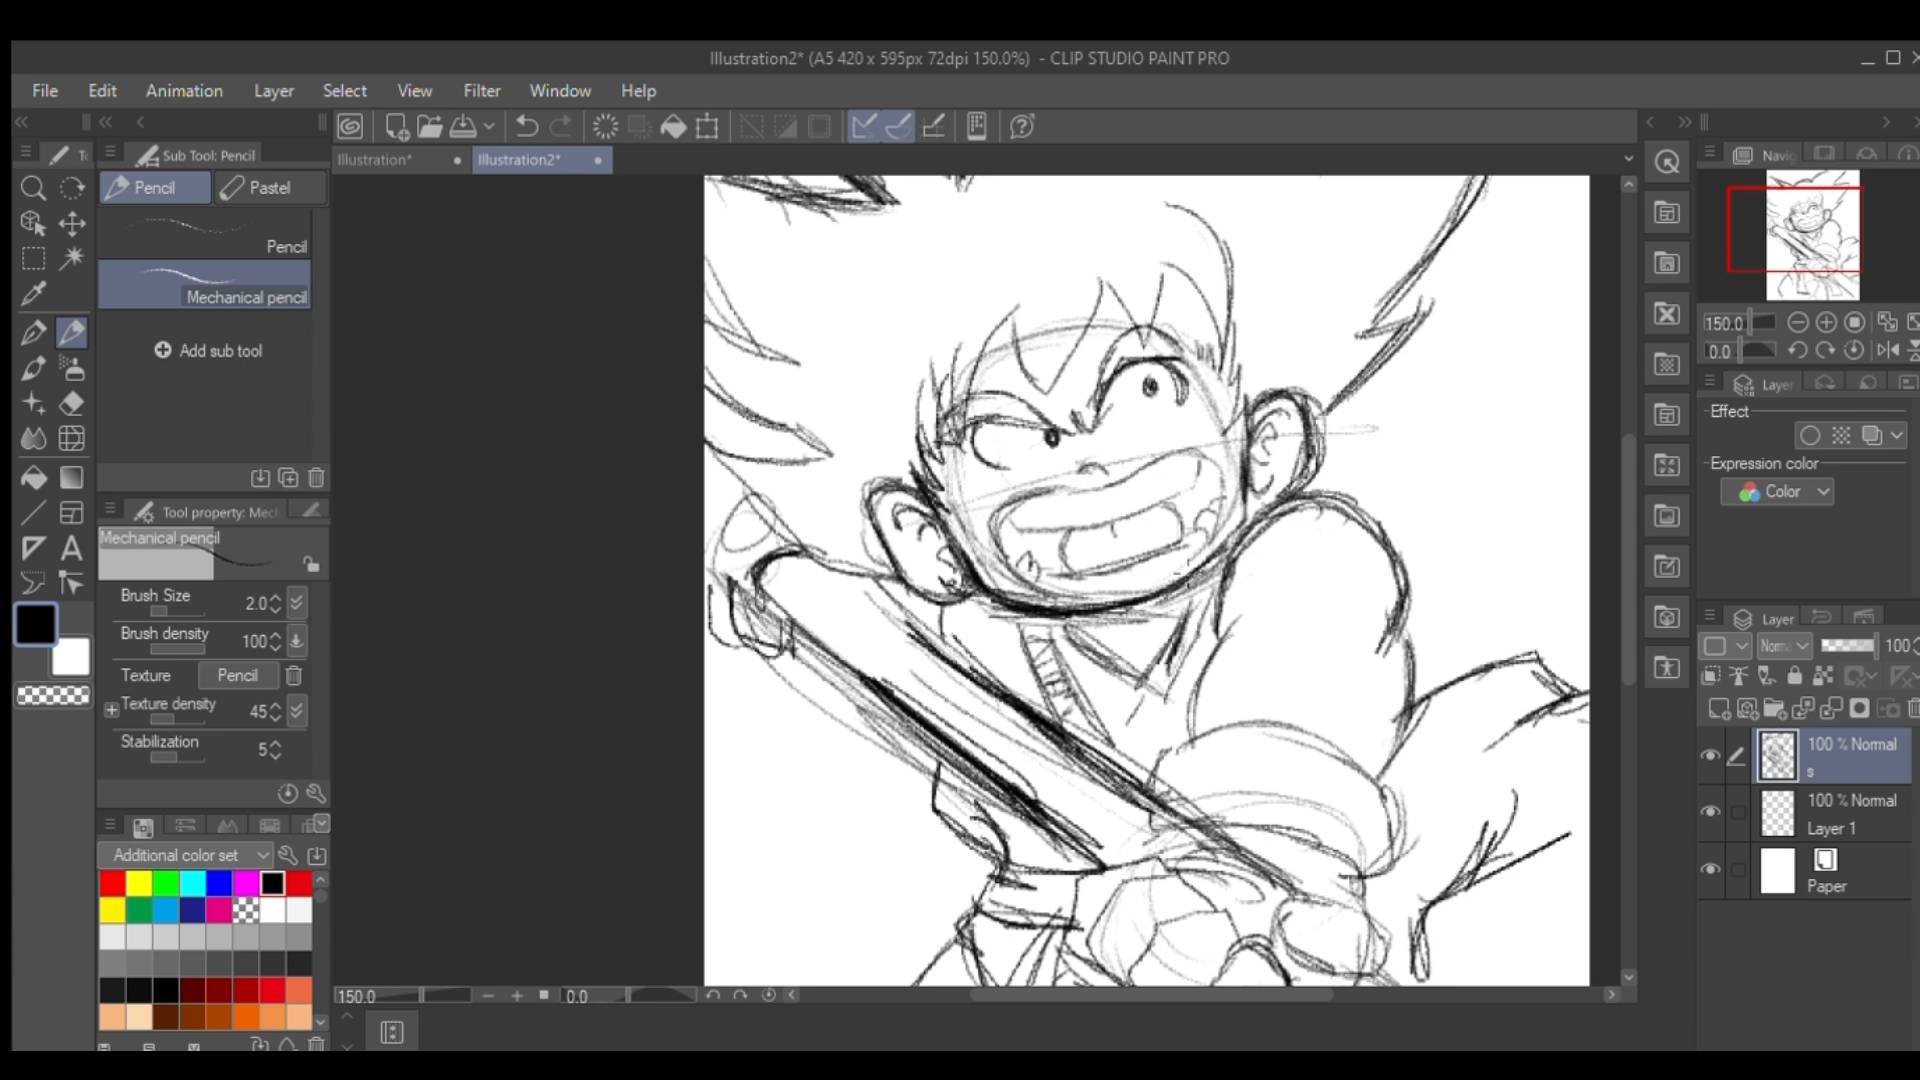 Illustration2* (A5 420 x 595px 72dpi 150.0%) - CLIP STUDIO PAINT PRO
File Edit Animation Layer Select View Filter Window Help
Sub Tool: Pencil
Illustration* Illustration2*
Pencil Pastel
Pencil
Mechanical pencil
Add sub tool
Tool property: Mec
Mechanical pencil
Brush Size 2.0
Brush density 100
Texture Pencil
Texture density 45
Stabilization 5
Additional color set
150.0 0.0
Navig
150.0
0.0
Layer
Effect
Expression color
Color
Layer
Norm 100
100 % Normal
s
100 % Normal
Layer 1
Paper